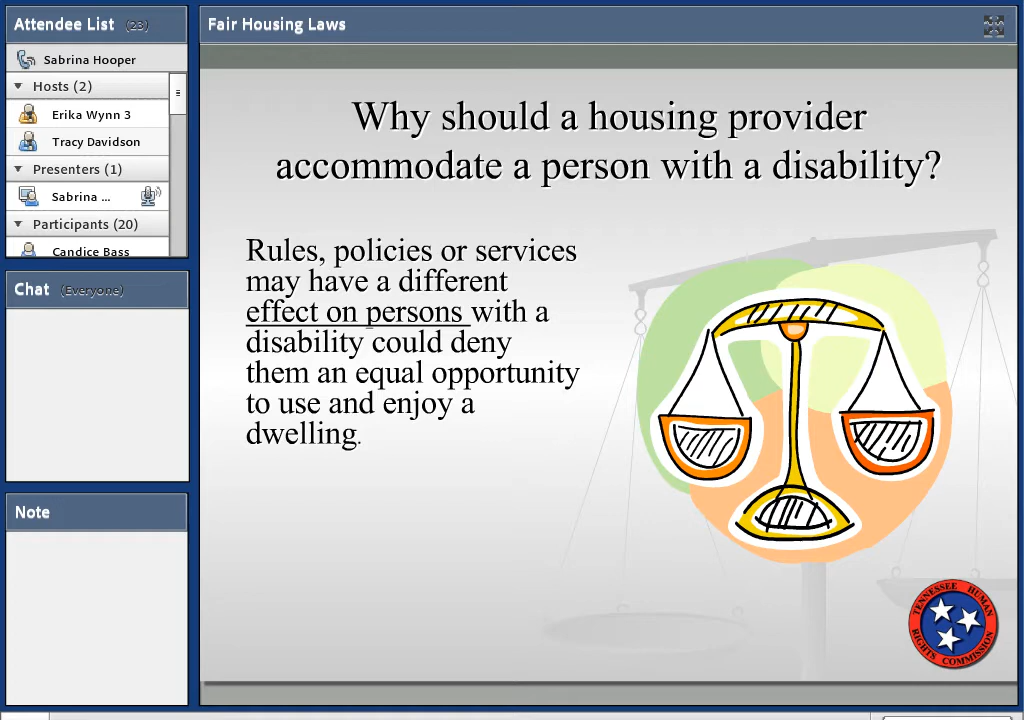 Attendee List (23)
Sabrina Hooper
Hosts (2)
Erika Wynn 3
Tracy Davidson
Presenters (1)
Sabrina ...
Participants (20)
Candice Bass
Chat (Everyone)
Note
Fair Housing Laws
Why should a housing provider
accommodate a person with a disability?
Rules, policies or services
may have a different
effect on persons with a
disability could deny
them an equal opportunity
to use and enjoy a
dwelling.
TENNESSEE HUMAN
RIGHTS COMMISSION